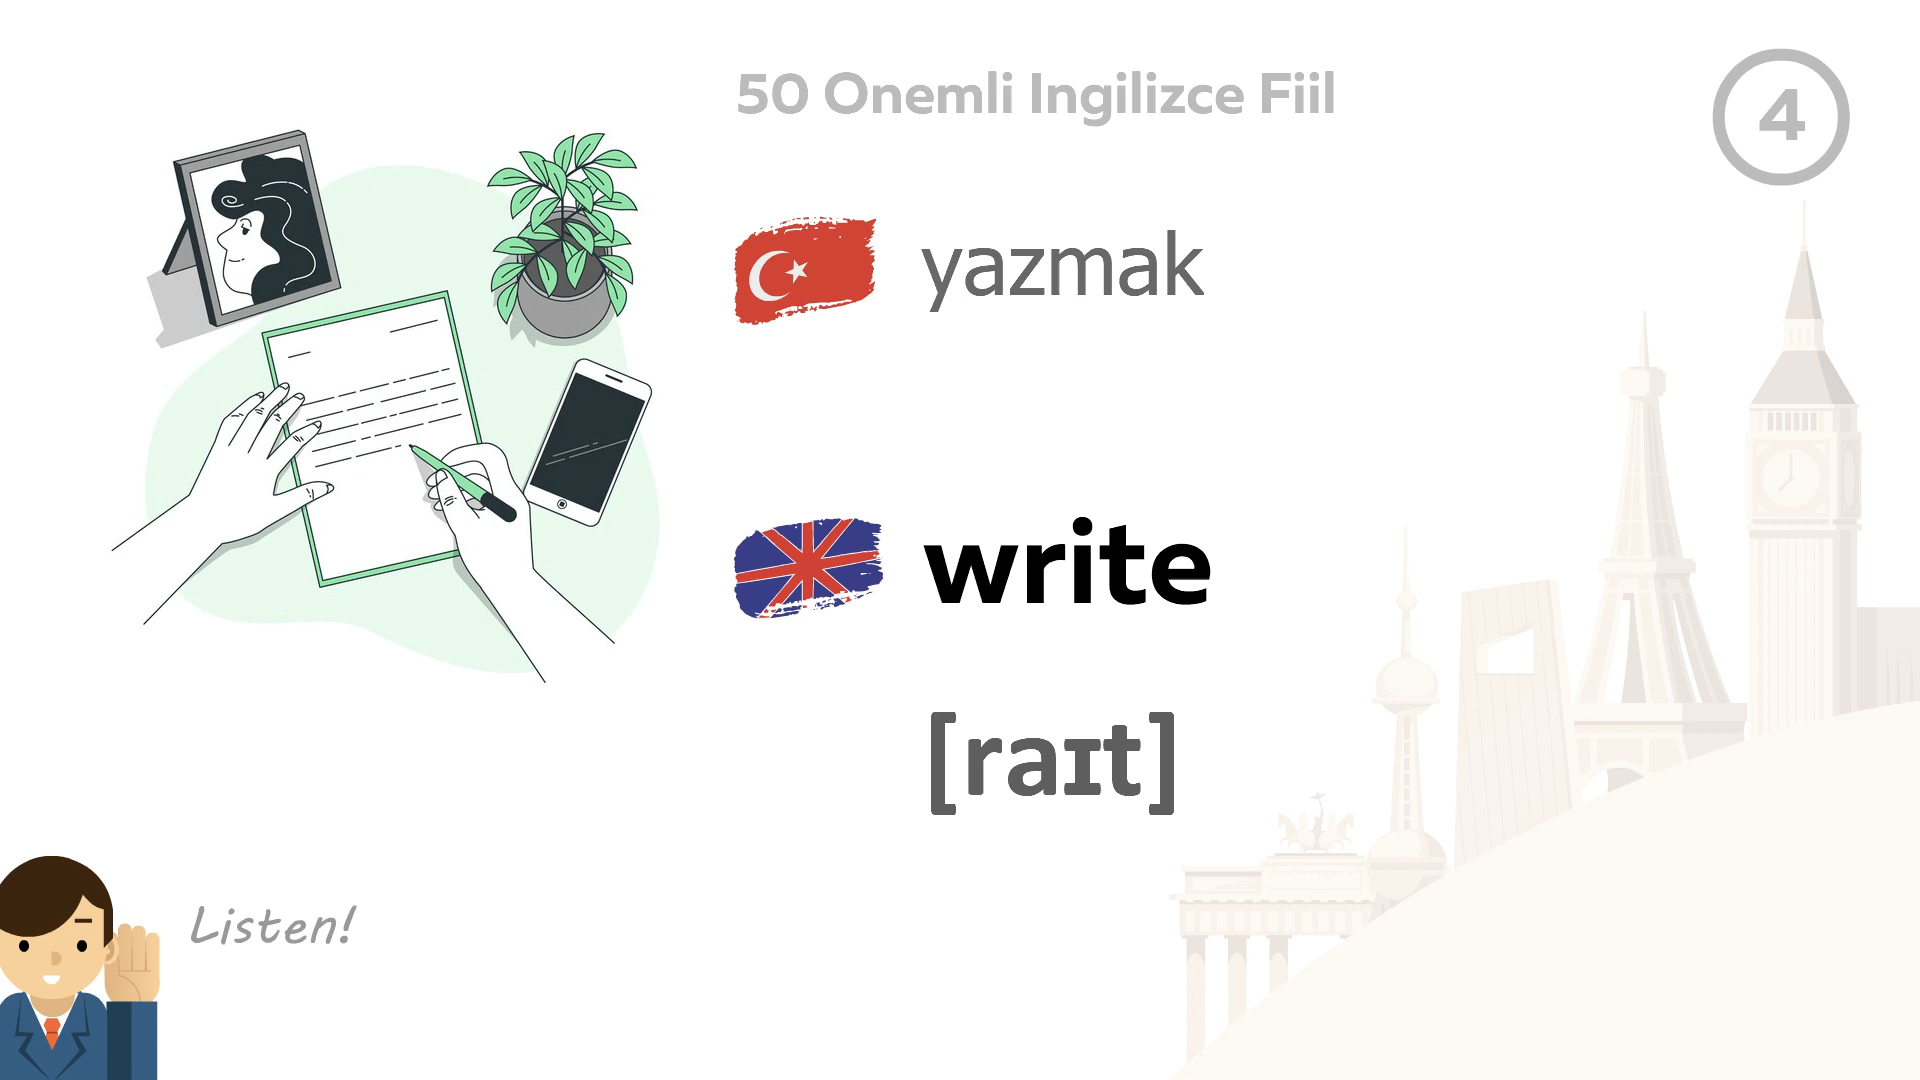 50 Onemli Ingilizce Fiil
4
yazmak
write
[raɪt]
Listen!